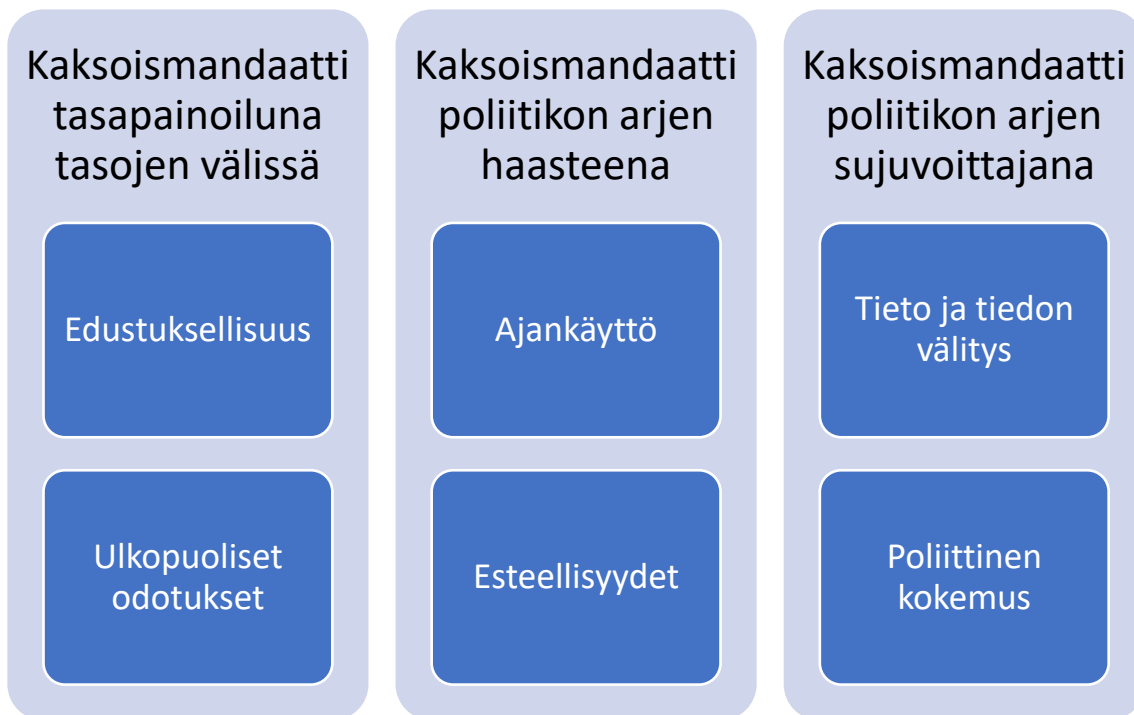 Kaksoismandaatti
tasapainoiluna
tasojen välissä
Edustuksellisuus
Ulkopuoliset
odotukset
Kaksoismandaatti
poliitikon arjen
haasteena
Ajankäyttö
Esteellisyydet
Kaksoismandaatti
poliitikon arjen
sujuvoittajana
Tieto ja tiedon
välitys
Poliittinen
kokemus